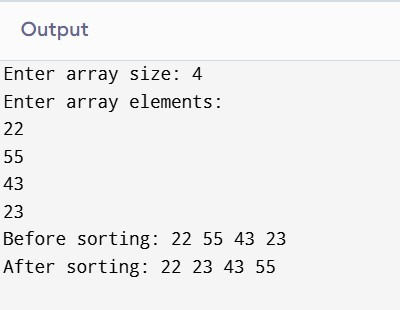 Output
Enter array size: 4
Enter array elements:
22
55
43
23
Before sorting: 22 55 43 23
After sorting: 22 23 43 55